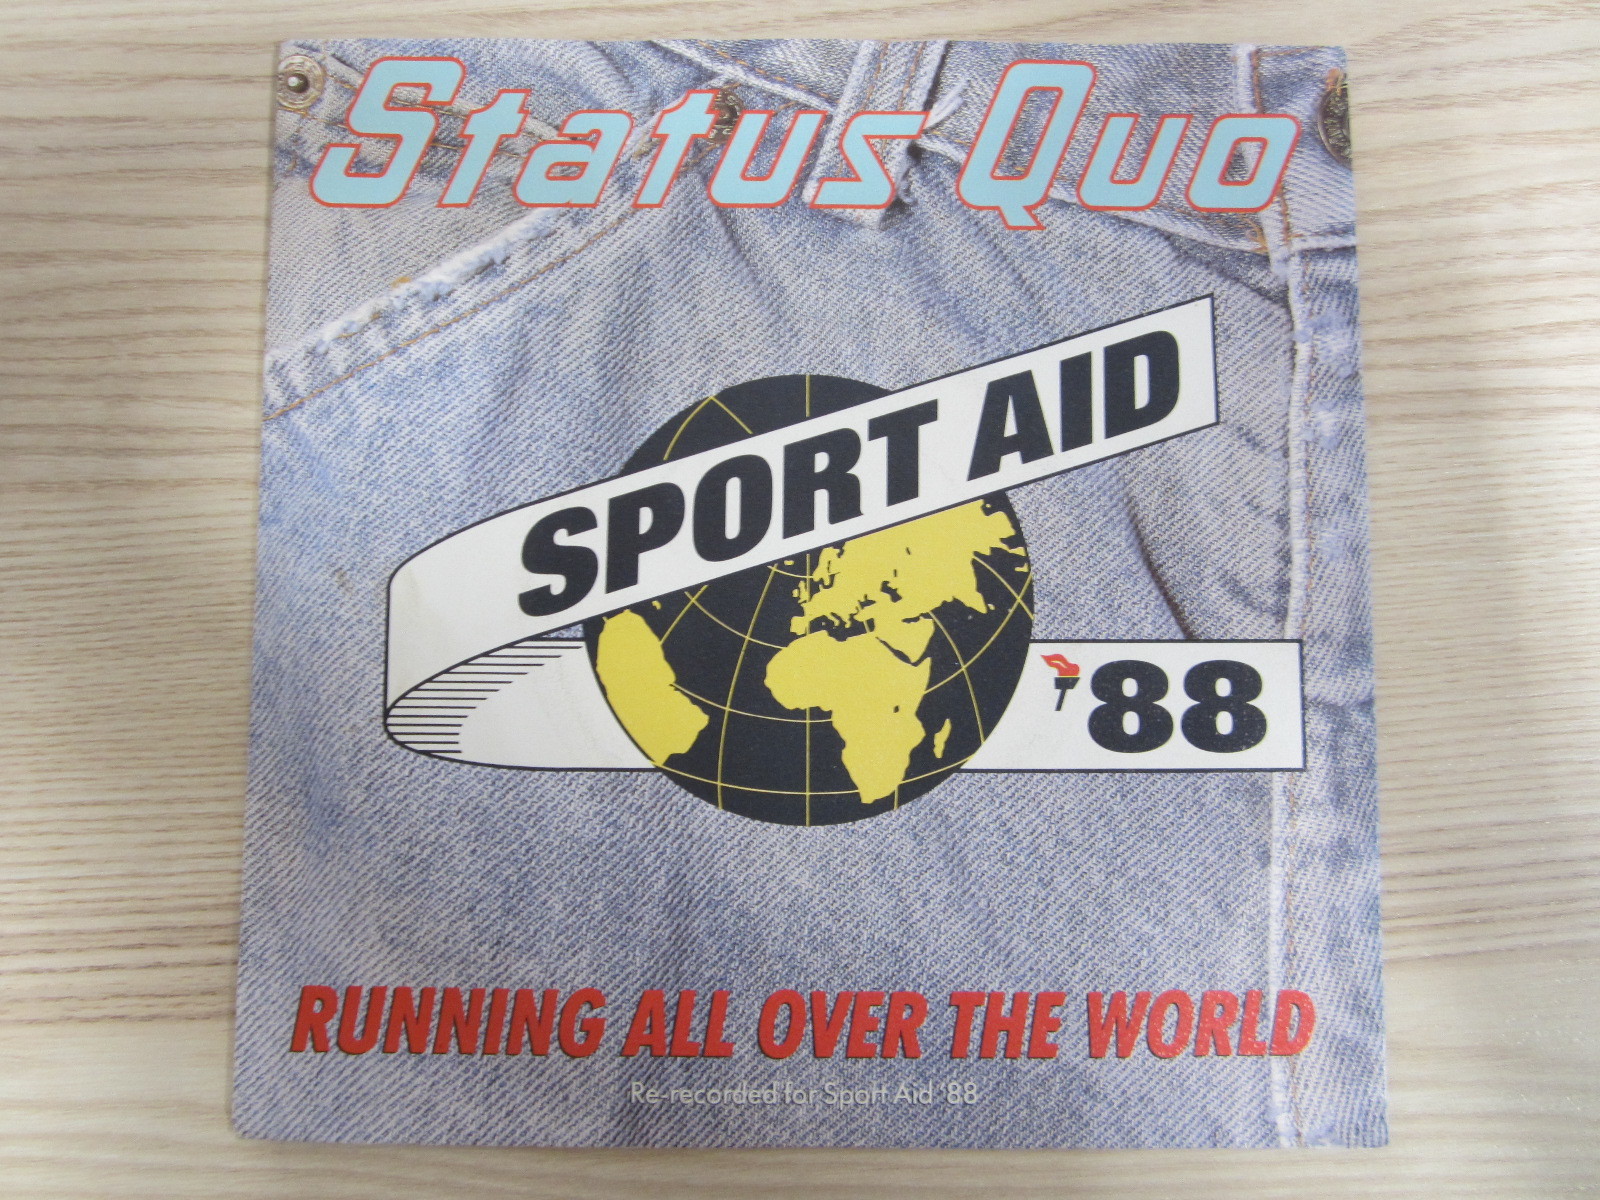 Status Quo
SPORT AID
'88
RUNNING ALL OVER THE WORLD
Re-recorded for Sport Aid '88